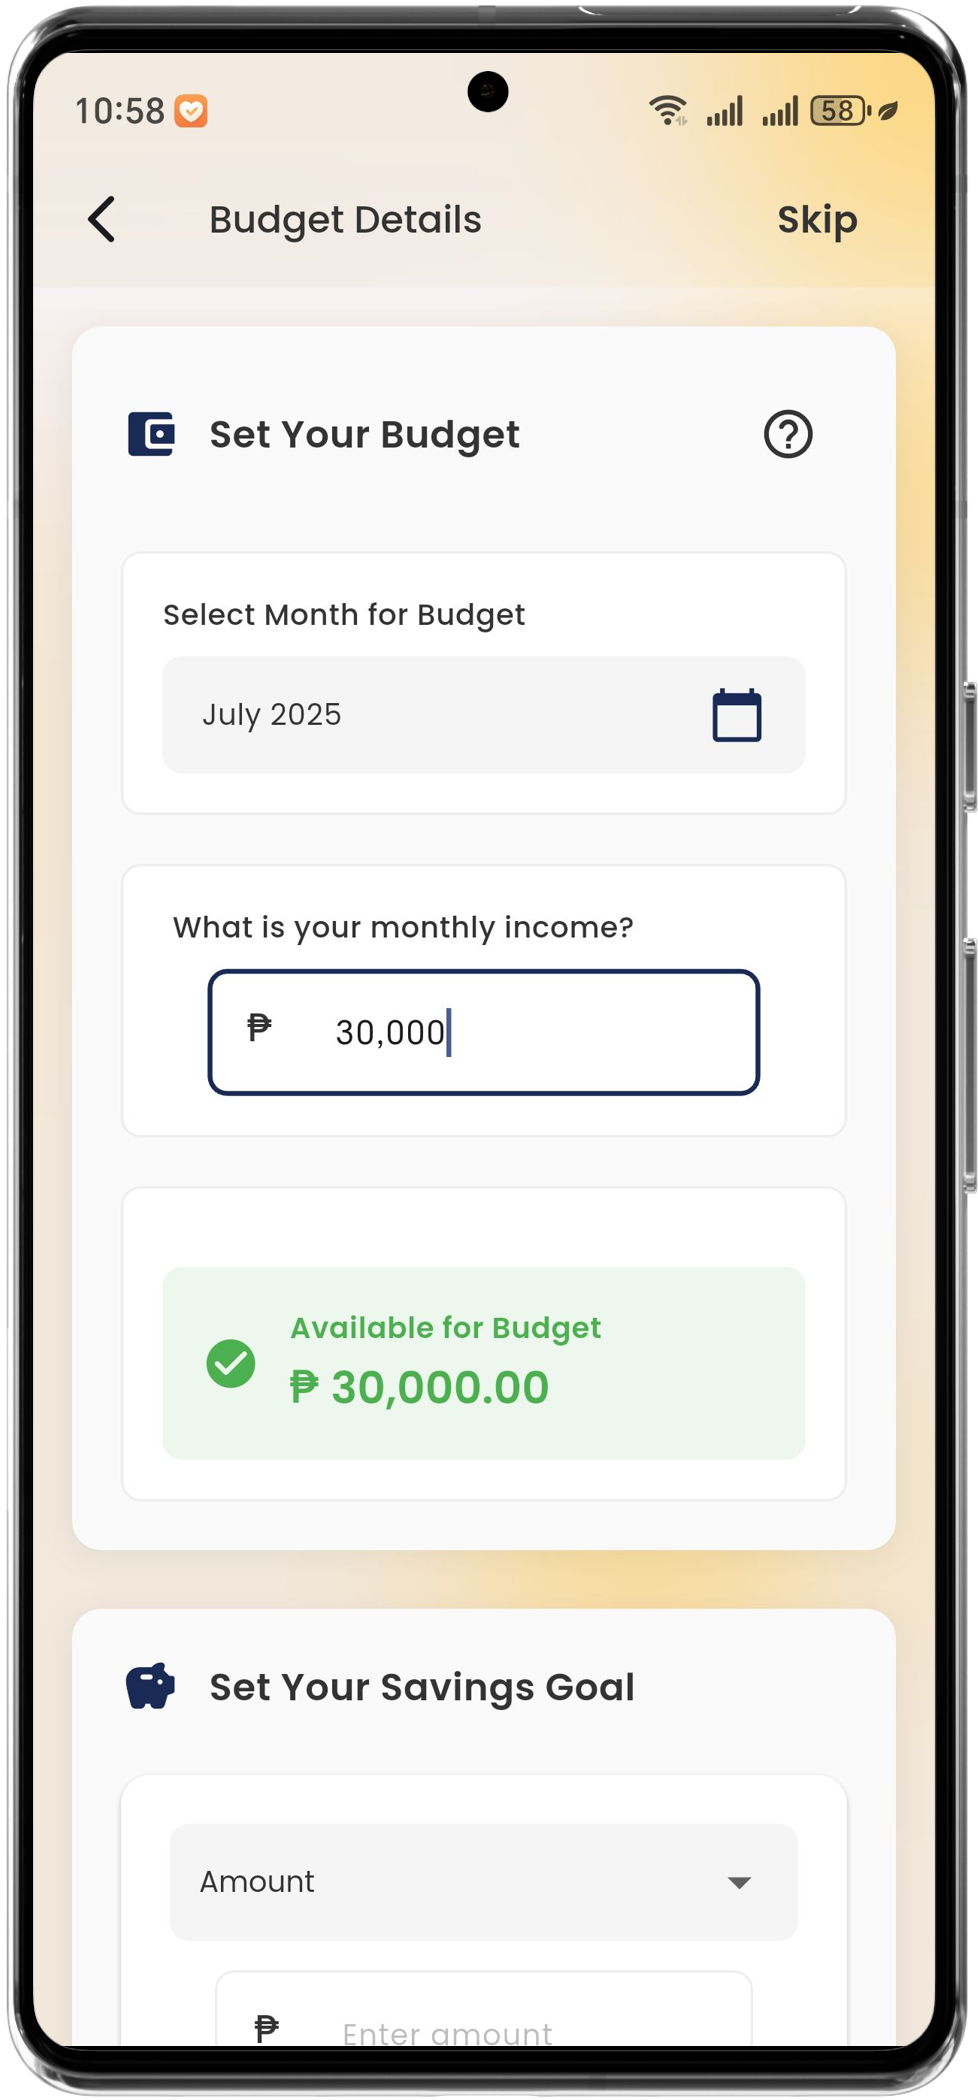 10:58
58
Budget Details
Skip
Set Your Budget
Select Month for Budget
July 2025
What is your monthly income?
₱ 30,000
Available for Budget
₱ 30,000.00
Set Your Savings Goal
Amount
₱ Enter amount